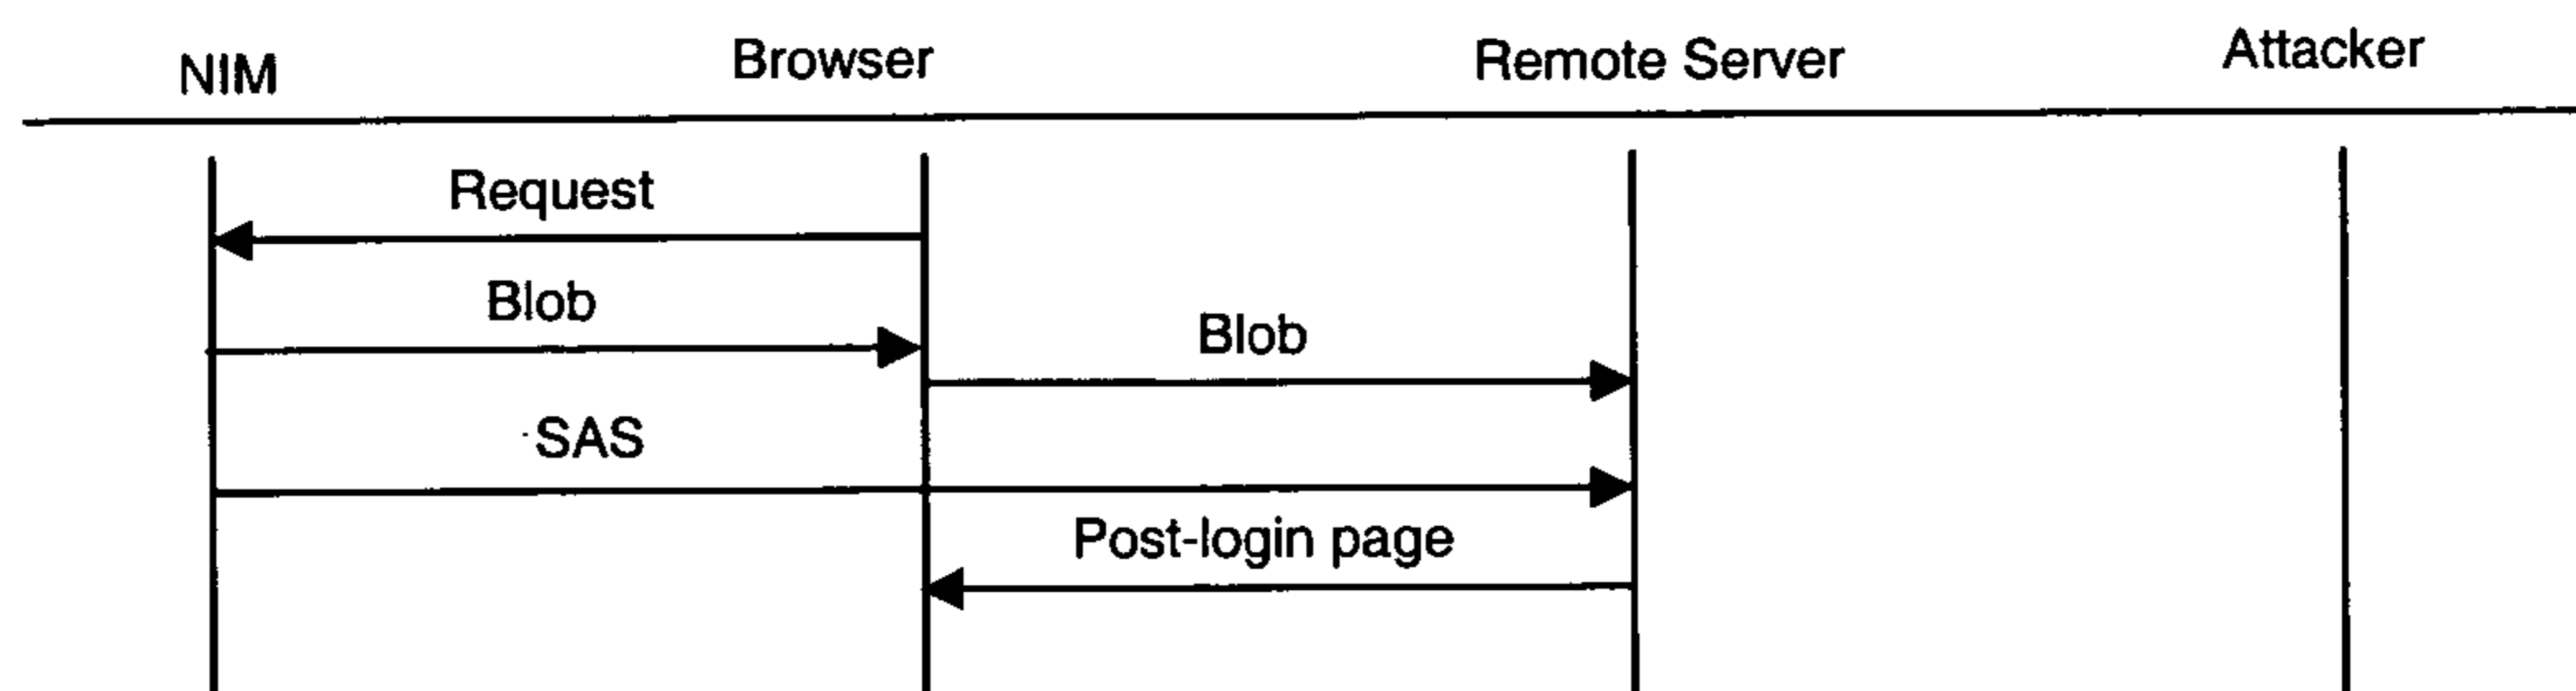 NIM Browser Remote Server Attacker
Request
Blob
Blob
SAS
Post-login page